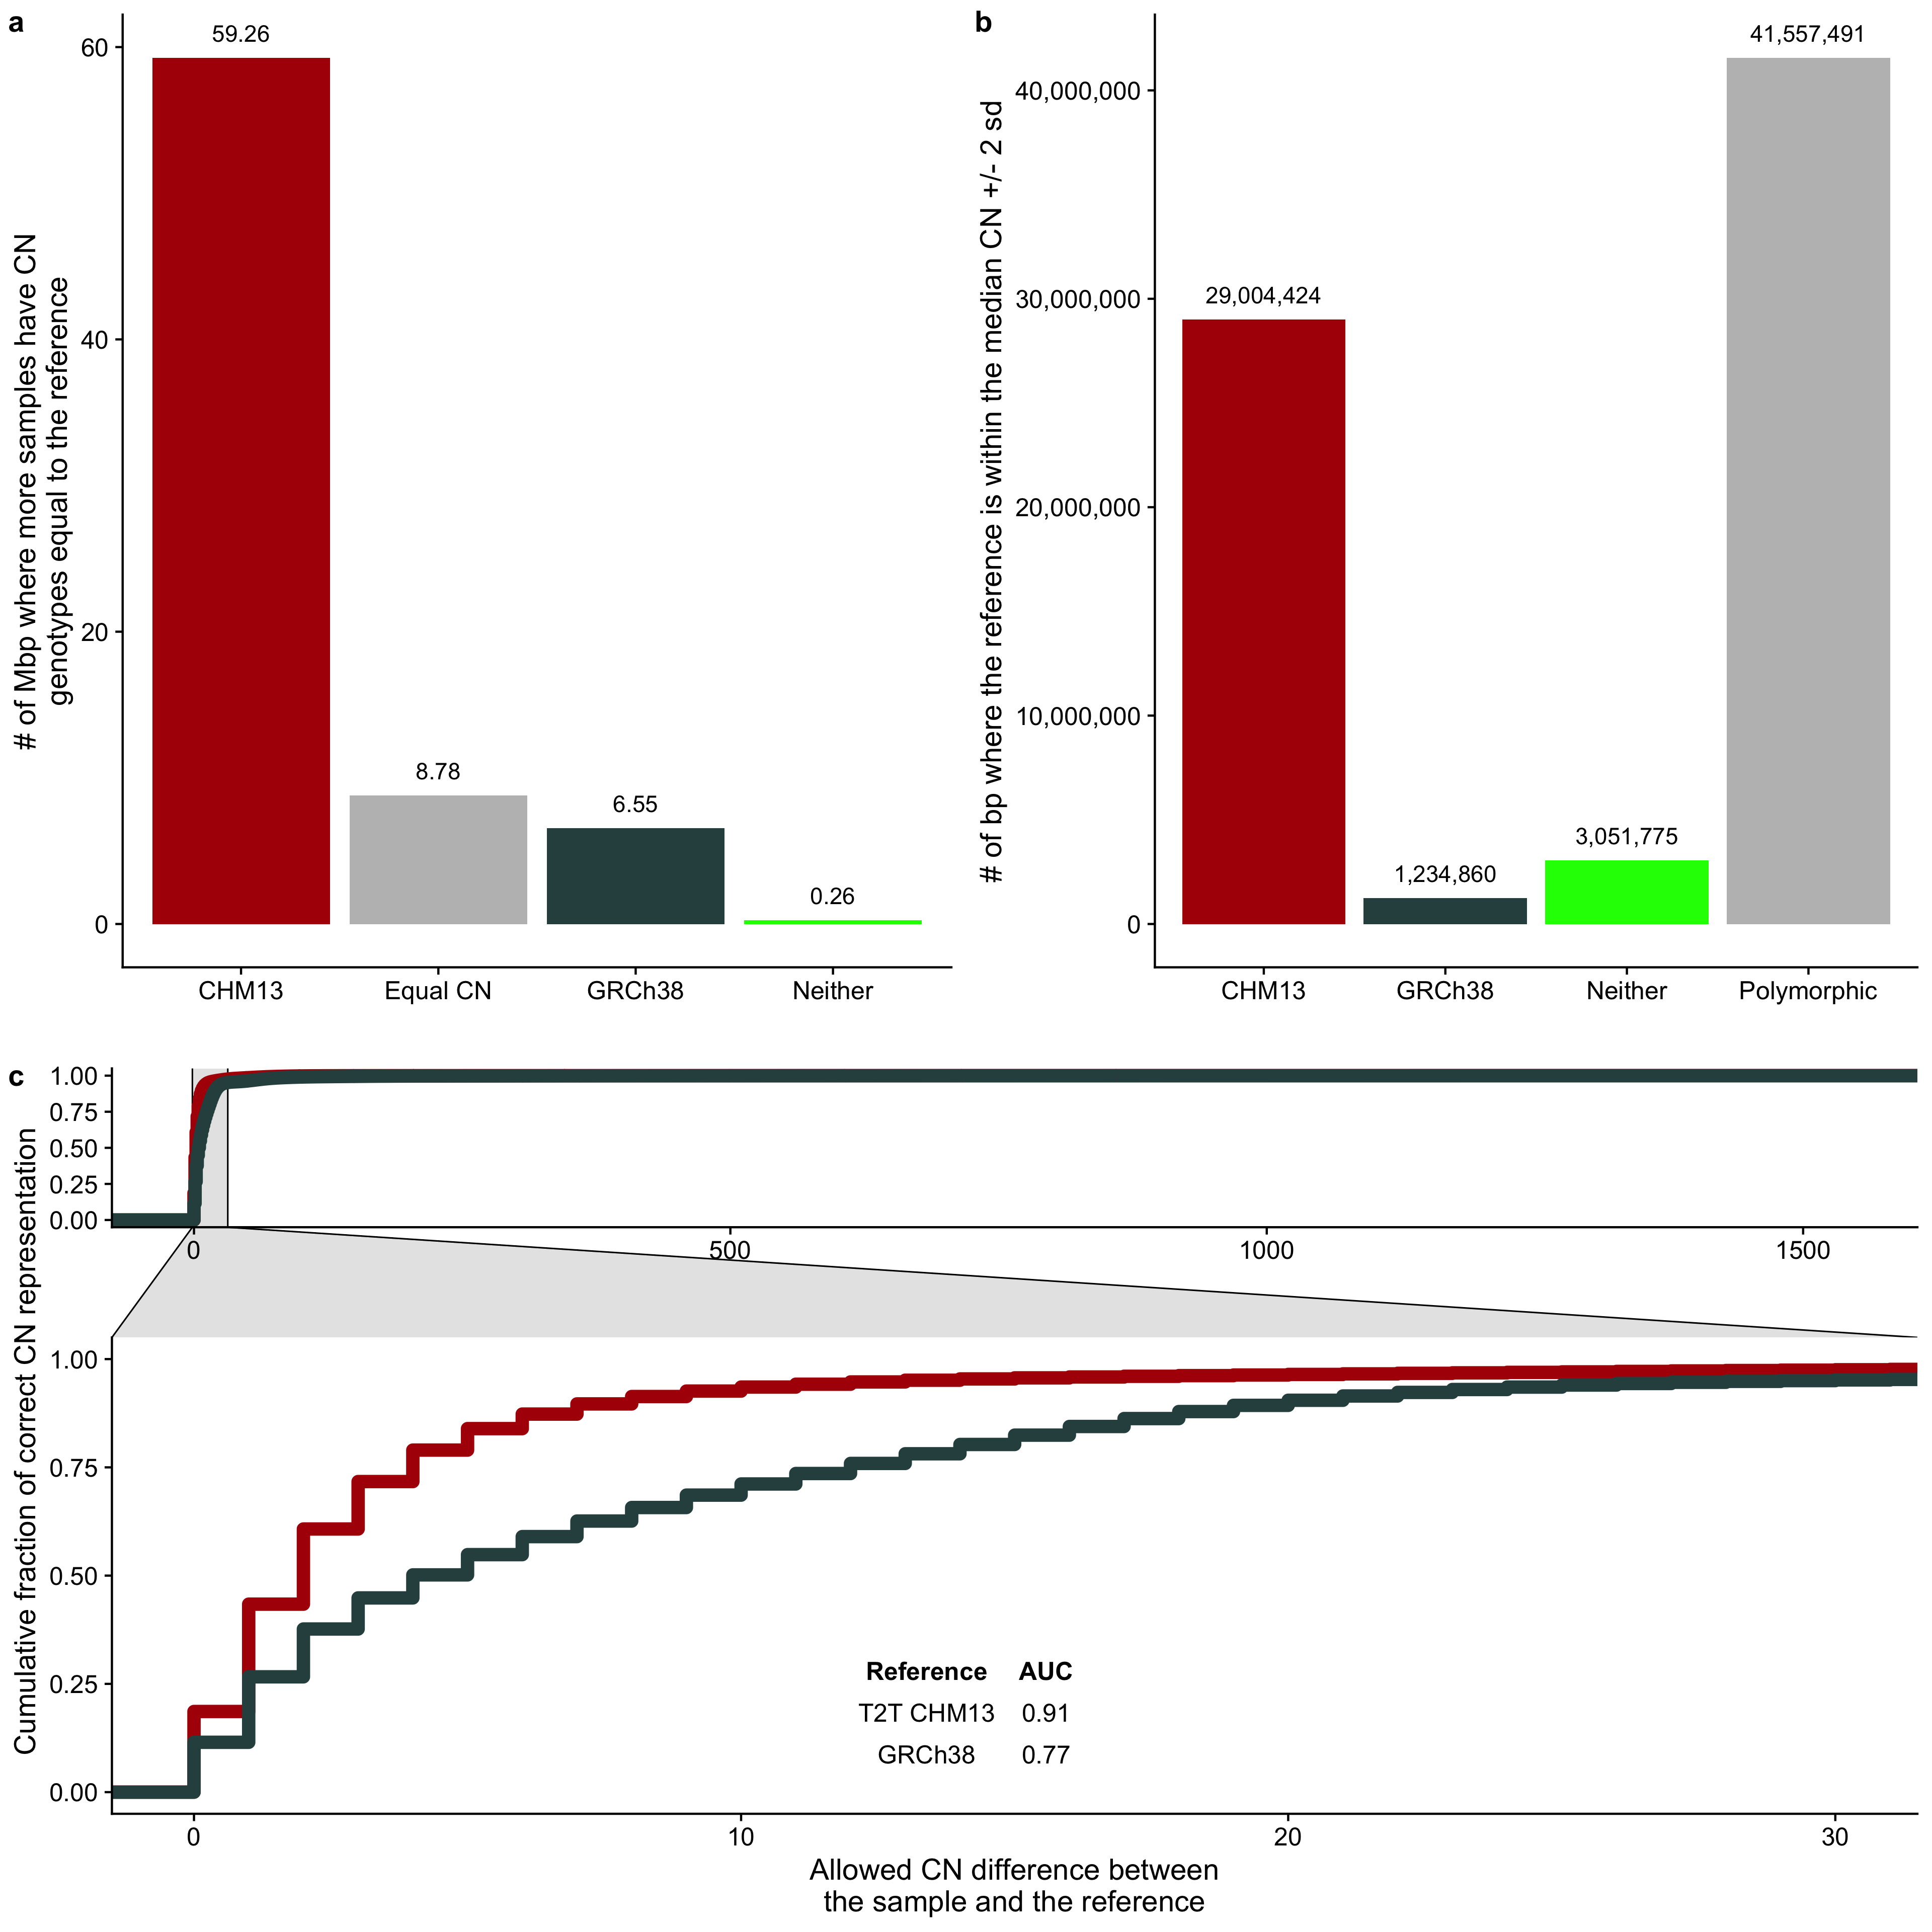 a
# of Mbp where more samples have CN
genotypes equal to the reference
60
40
20
0
59.26
8.78
6.55
0.26
CHM13
Equal CN
GRCh38
Neither
b
# of bp where the reference is within the median CN +/- 2 sd
40,000,000
30,000,000
20,000,000
10,000,000
0
29,004,424
1,234,860
3,051,775
41,557,491
CHM13
GRCh38
Neither
Polymorphic
c
Cumulative fraction of correct CN representation
1.00
0.75
0.50
0.25
0.00
0
500
1000
1500
1.00
0.75
0.50
0.25
0.00
Reference AUC
T2T CHM13 0.91
GRCh38 0.77
0
10
20
30
Allowed CN difference between
the sample and the reference